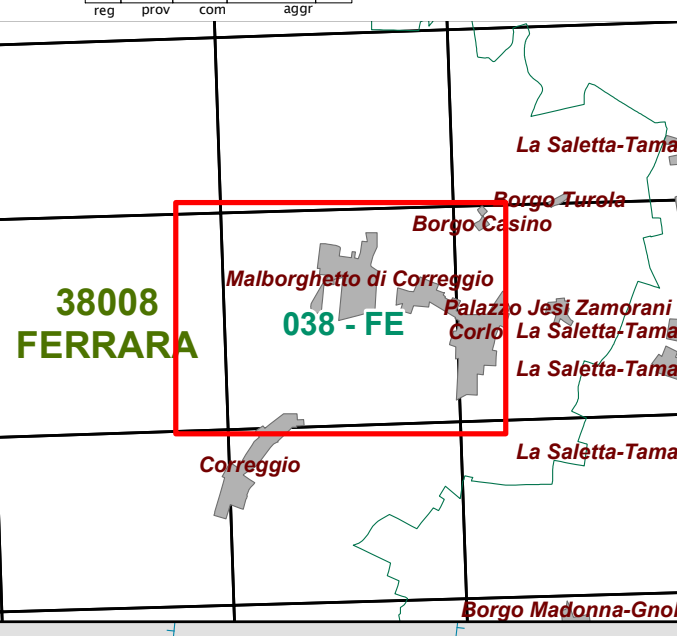 reg prov com aggr
La Saletta-Tama
Borgo Turola
Borgo Casino
Malborghetto di Correggio
38008
FERRARA
038 - FE
Palazzo Jesi Zamorani
Corlo
La Saletta-Tama
La Saletta-Tama
La Saletta-Tama
Correggio
Borgo Madonna-Gnol